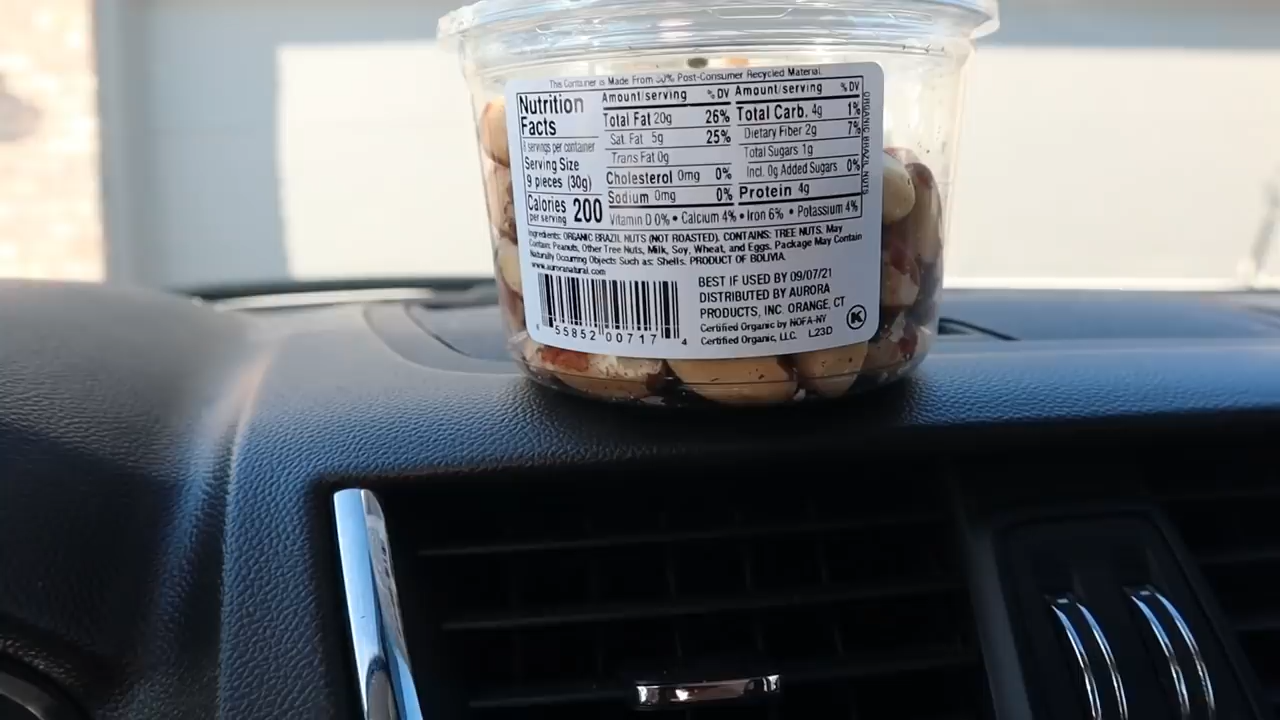 This Container is Made From 50% Post-Consumer Recycled Material.
Nutrition
Facts
8 servings per container
Serving Size
9 pieces (30g)
Calories
per serving 200
Amount/serving %DV
Total Fat 20g 26%
Sat. Fat 5g 25%
Trans Fat 0g
Cholesterol 0mg 0%
Sodium 0mg 0%
Amount/serving %DV
Total Carb. 4g 1%
Dietary Fiber 2g 7%
Total Sugars 1g
Incl. 0g Added Sugars 0%
Protein 4g
Vitamin D 0% • Calcium 4% • Iron 6% • Potassium 4%
ORGANIC BRAZIL NUTS
Ingredients: ORGANIC BRAZIL NUTS (NOT ROASTED). CONTAINS: TREE NUTS. May
Contain: Peanuts, Other Tree Nuts, Milk, Soy, Wheat, and Eggs. Package May Contain
Naturally Occurring Objects Such as: Shells. PRODUCT OF BOLIVIA.
www.auroranatural.com
6 55852 00717 4
BEST IF USED BY 09/07/21
DISTRIBUTED BY AURORA
PRODUCTS, INC. ORANGE, CT
Certified Organic by NOFA-NY
Certified Organic, LLC. L23D
K